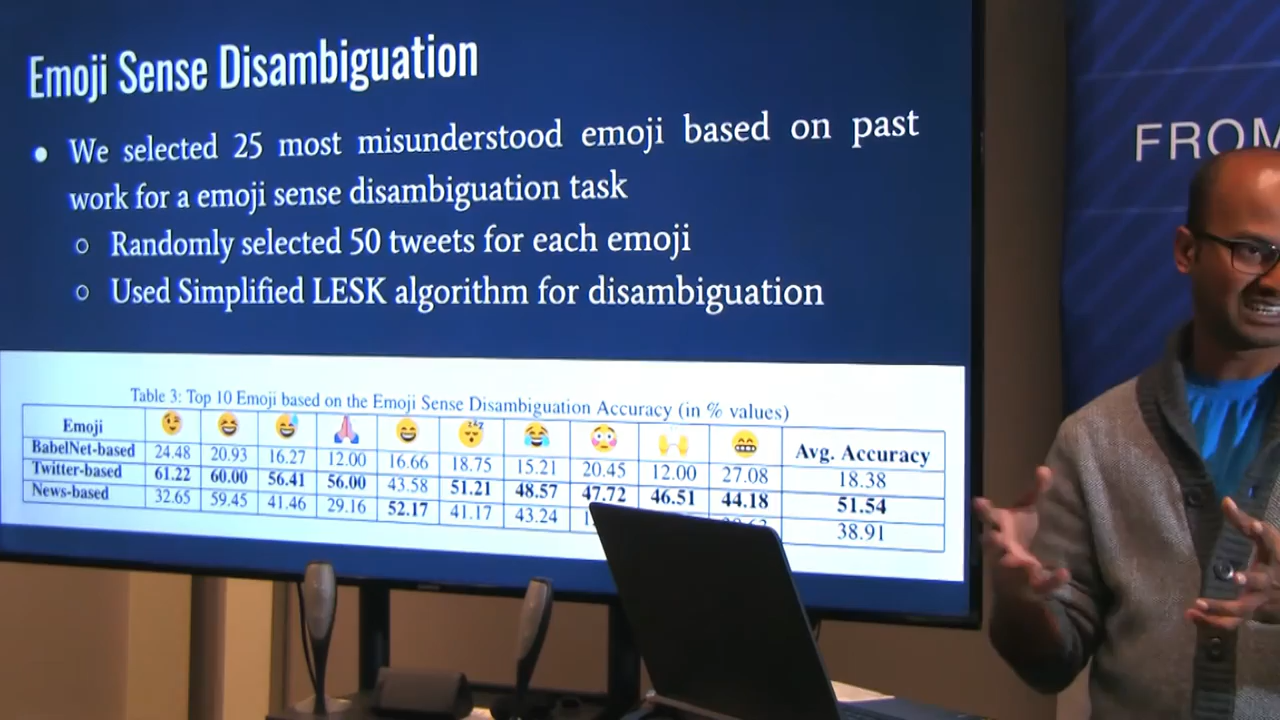 Emoji Sense Disambiguation
● We selected 25 most misunderstood emoji based on past
work for a emoji sense disambiguation task
○ Randomly selected 50 tweets for each emoji
○ Used Simplified LESK algorithm for disambiguation
Table 3: Top 10 Emoji based on the Emoji Sense Disambiguation Accuracy (in % values)
Emoji 😉 😆 😅 🙏 😄 😴 😂 😳 🙌 😁 Avg. Accuracy
BabelNet-based 24.48 20.93 16.27 12.00 16.66 18.75 15.21 20.45 12.00 27.08 18.38
Twitter-based 61.22 60.00 56.41 56.00 43.58 51.21 48.57 47.72 46.51 44.18 51.54
News-based 32.65 59.45 41.46 29.16 52.17 41.17 43.24 38.91
FROM